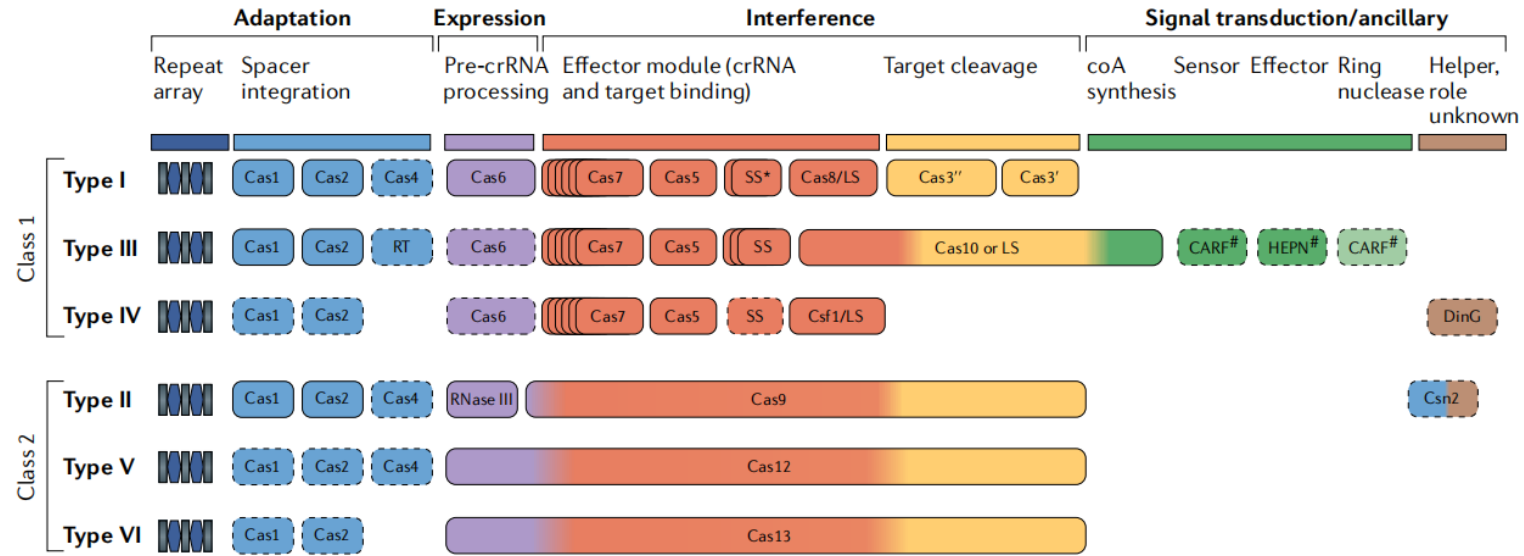 Adaptation Expression Interference Signal transduction/ancillary
Repeat array
Spacer integration
Pre-crRNA processing
Effector module (crRNA and target binding)
Target cleavage
coA synthesis
Sensor
Effector
Ring nuclease
Helper, role unknown
Class 1
Type I Cas1 Cas2 Cas4 Cas6 Cas7 Cas5 SS* Cas8/LS Cas3′′ Cas3′
Type III Cas1 Cas2 RT Cas6 Cas7 Cas5 SS Cas10 or LS CARF# HEPN# CARF#
Type IV Cas1 Cas2 Cas6 Cas7 Cas5 SS Csf1/LS DinG
Class 2
Type II Cas1 Cas2 Cas4 RNase III Cas9 Csn2
Type V Cas1 Cas2 Cas4 Cas12
Type VI Cas1 Cas2 Cas13